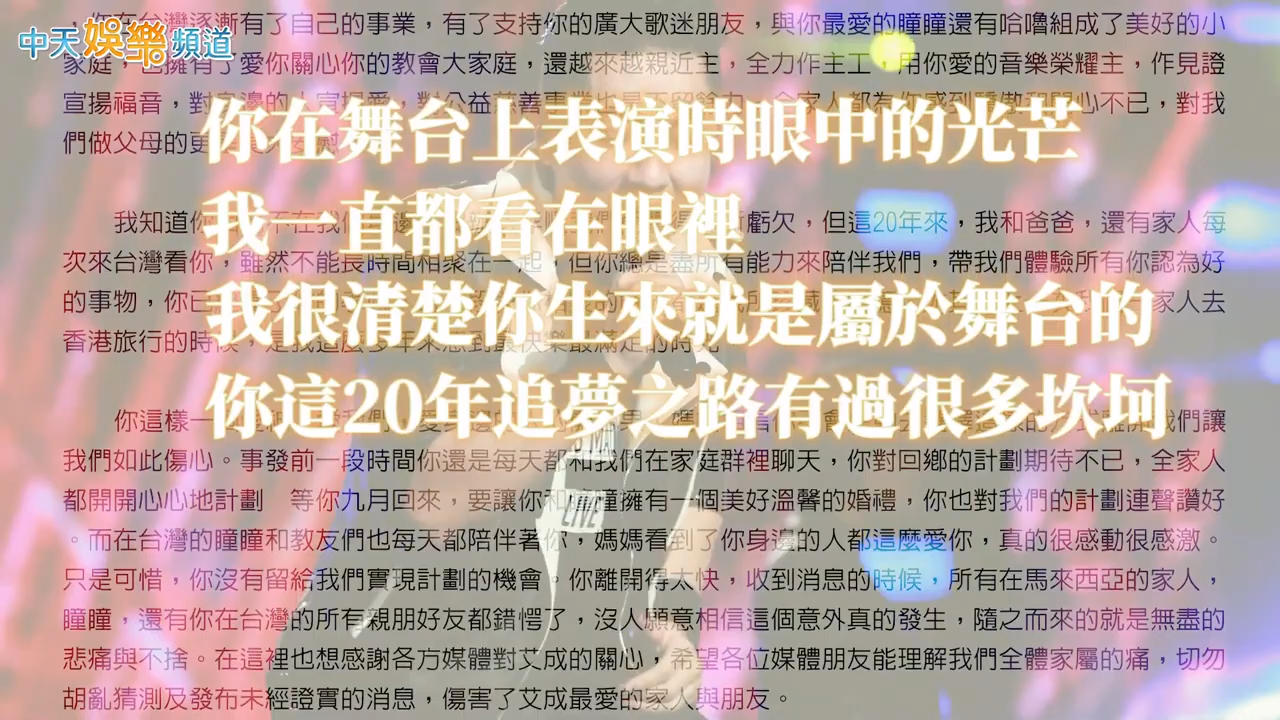 ，你在台灣逐漸有了自己的事業，有了支持你的廣大歌迷朋友，與你最愛的瞳瞳還有哈嚕組成了美好的小
中天娛樂頻道
家庭，也擁有了愛你關心你的教會大家庭，還越來越親近主，全力作主工，用你愛的音樂榮耀主，作見證
宣揚福音，對
們做父母的更
你在舞台上表演時眼中的光芒
我知道你
虧欠，但這20年來，我和爸爸，還有家人每
我一直都看在眼裡
次來台灣看你，雖然不能長時間相聚在一起，但你總是盡所有能力來陪伴我們，帶我們體驗所有你認為好
的事物，你已
家人去
我很清楚你生來就是屬於舞台的
香港旅行的時候，是我這麼多年來感到最快樂最滿足的時
你這20年追夢之路有過很多坎坷
你這樣一
我們讓
我們如此傷心。事發前一段時間你還是每天都和我們在家庭群裡聊天，你對回鄉的計劃期待不已，全家人
都開開心心地計劃 等你九月回來，要讓你和瞳瞳擁有一個美好溫馨的婚禮，你也對我們的計劃連聲讚好
。而在台灣的瞳瞳和教友們也每天都陪伴著你，媽媽看到了你身邊的人都這麼愛你，真的很感動很感激。
只是可惜，你沒有留給我們實現計劃的機會。你離開得太快，收到消息的時候，所有在馬來西亞的家人，
瞳瞳，還有你在台灣的所有親朋好友都錯愕了，沒人願意相信這個意外真的發生，隨之而來的就是無盡的
悲痛與不捨。在這裡也想感謝各方媒體對艾成的關心，希望各位媒體朋友能理解我們全體家屬的痛，切勿
胡亂猜測及發布未經證實的消息，傷害了艾成最愛的家人與朋友。
LIVE